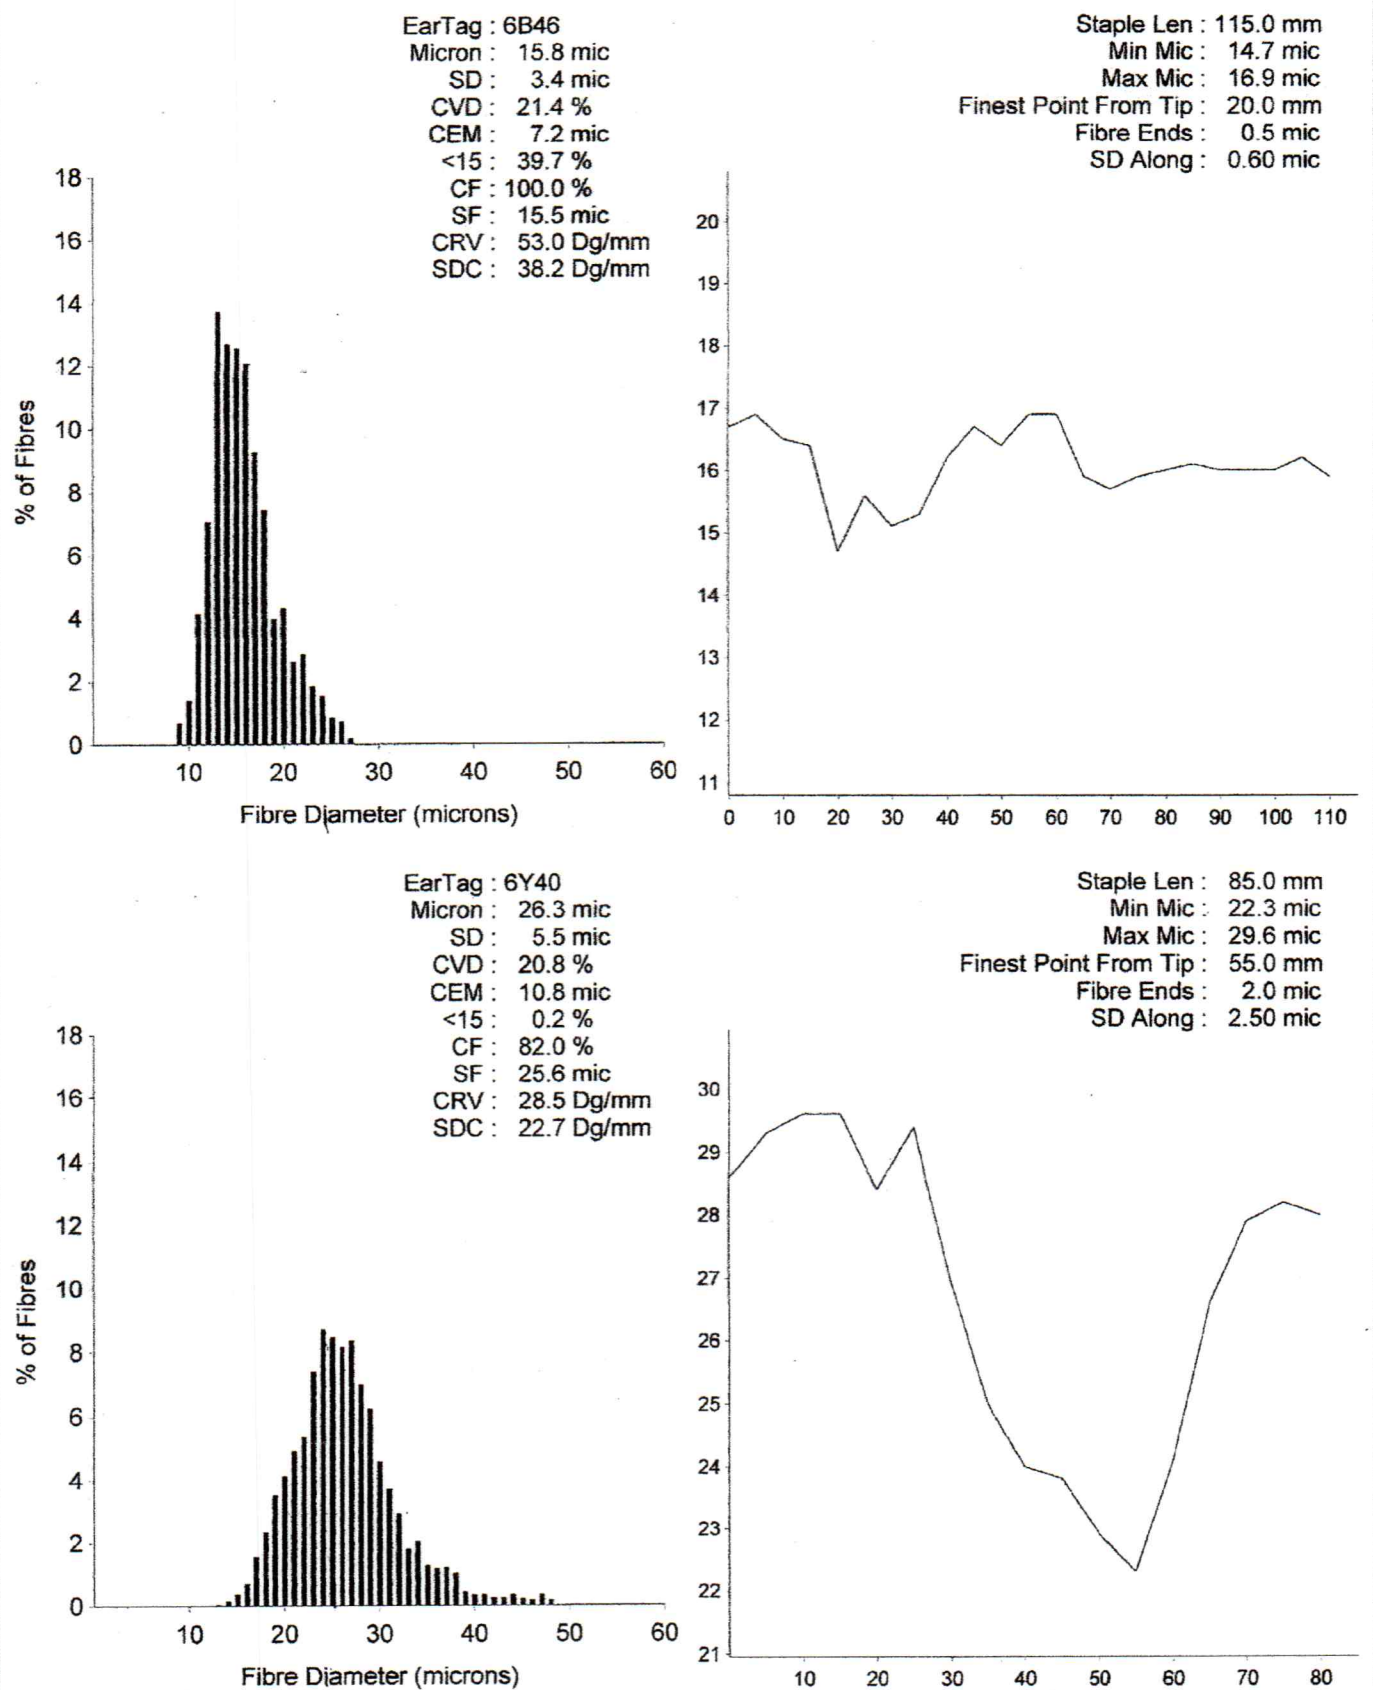 EarTag : 6B46
Micron : 15.8 mic
SD : 3.4 mic
CVD : 21.4 %
CEM : 7.2 mic
<15 : 39.7 %
CF : 100.0 %
SF : 15.5 mic
CRV : 53.0 Dg/mm
SDC : 38.2 Dg/mm
18
16
14
12
10
8
6
4
2
0
% of Fibres
10 20 30 40 50 60
Fibre Diameter (microns)
Staple Len : 115.0 mm
Min Mic : 14.7 mic
Max Mic : 16.9 mic
Finest Point From Tip : 20.0 mm
Fibre Ends : 0.5 mic
SD Along : 0.60 mic
20
19
18
17
16
15
14
13
12
11
0 10 20 30 40 50 60 70 80 90 100 110
EarTag : 6Y40
Micron : 26.3 mic
SD : 5.5 mic
CVD : 20.8 %
CEM : 10.8 mic
<15 : 0.2 %
CF : 82.0 %
SF : 25.6 mic
CRV : 28.5 Dg/mm
SDC : 22.7 Dg/mm
18
16
14
12
10
8
6
4
2
0
% of Fibres
10 20 30 40 50 60
Fibre Diameter (microns)
Staple Len : 85.0 mm
Min Mic : 22.3 mic
Max Mic : 29.6 mic
Finest Point From Tip : 55.0 mm
Fibre Ends : 2.0 mic
SD Along : 2.50 mic
30
29
28
27
26
25
24
23
22
21
10 20 30 40 50 60 70 80